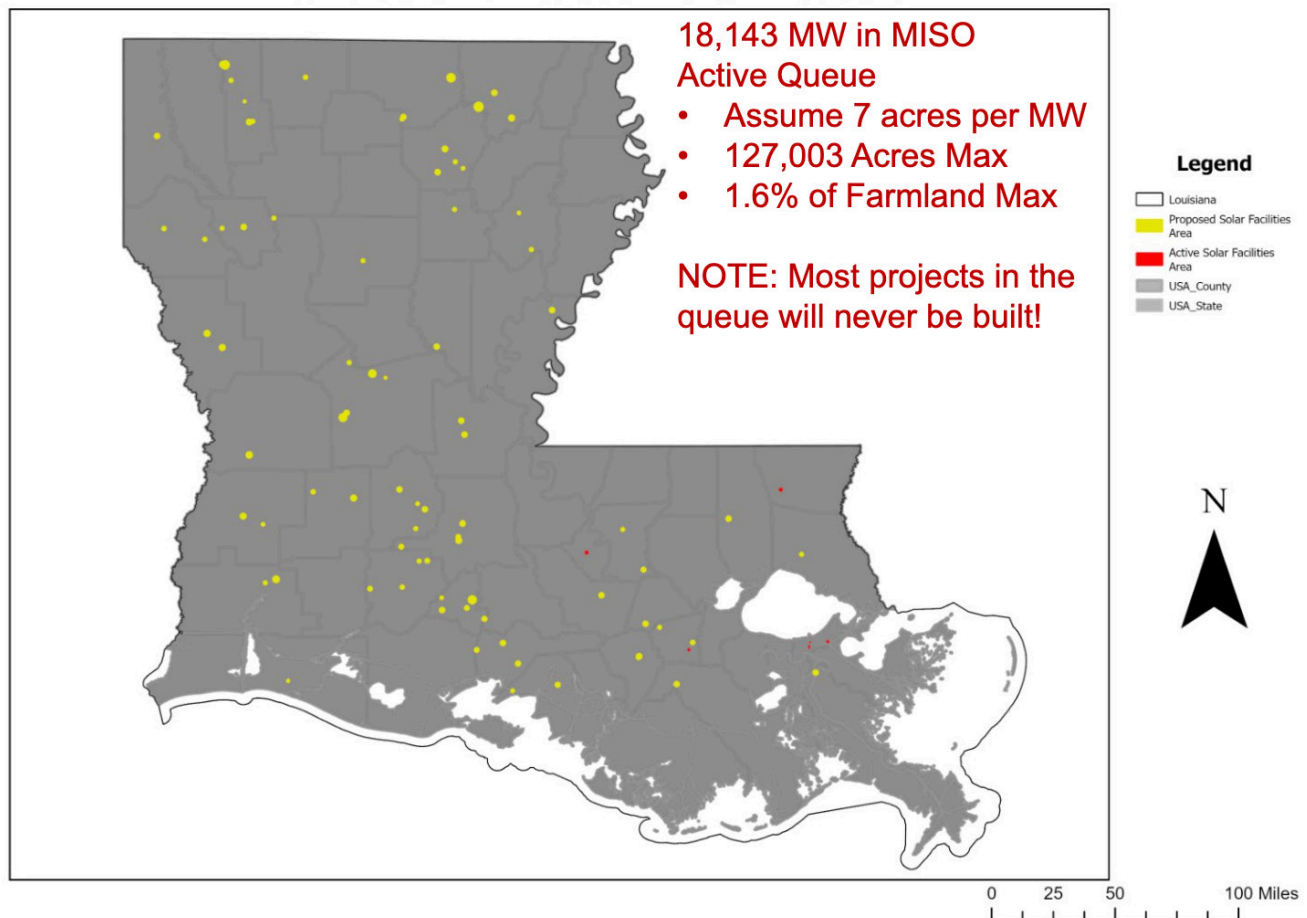 18,143 MW in MISO
Active Queue
• Assume 7 acres per MW
• 127,003 Acres Max
• 1.6% of Farmland Max
NOTE: Most projects in the
queue will never be built!
Legend
Louisiana
Proposed Solar Facilities
Area
Active Solar Facilities
Area
USA_County
USA_State
N
0 25 50 100 Miles